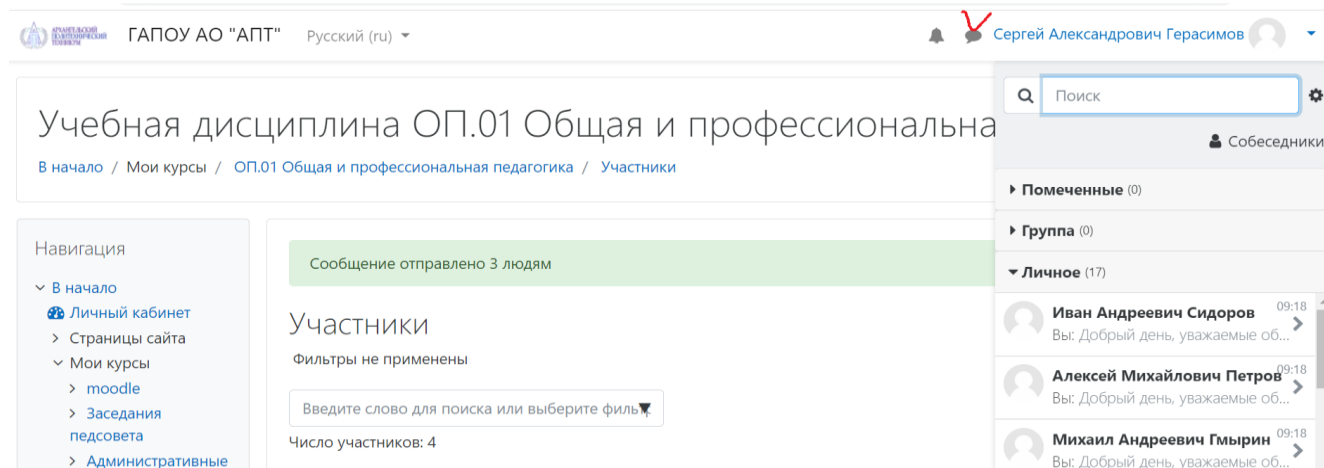 АРХАНГЕЛЬСКИЙ
ПОЛИТЕХНИЧЕСКИЙ
ТЕХНИКУМ
ГАПОУ АО "АПТ"
Русский (ru)
Сергей Александрович Герасимов
Учебная дисциплина ОП.01 Общая и профессиональна
В начало / Мои курсы / ОП.01 Общая и профессиональная педагогика / Участники
Навигация
В начало
Личный кабинет
Страницы сайта
Мои курсы
moodle
Заседания
педсовета
Административные
Сообщение отправлено 3 людям
Участники
Фильтры не применены
Введите слово для поиска или выберите фильт
Число участников: 4
Поиск
Собеседники
Помеченные (0)
Группа (0)
Личное (17)
Иван Андреевич Сидоров 09:18
Вы: Добрый день, уважаемые об...
Алексей Михайлович Петров 09:18
Вы: Добрый день, уважаемые об...
Михаил Андреевич Гмырин 09:18
Вы: Добрый день, уважаемые об...